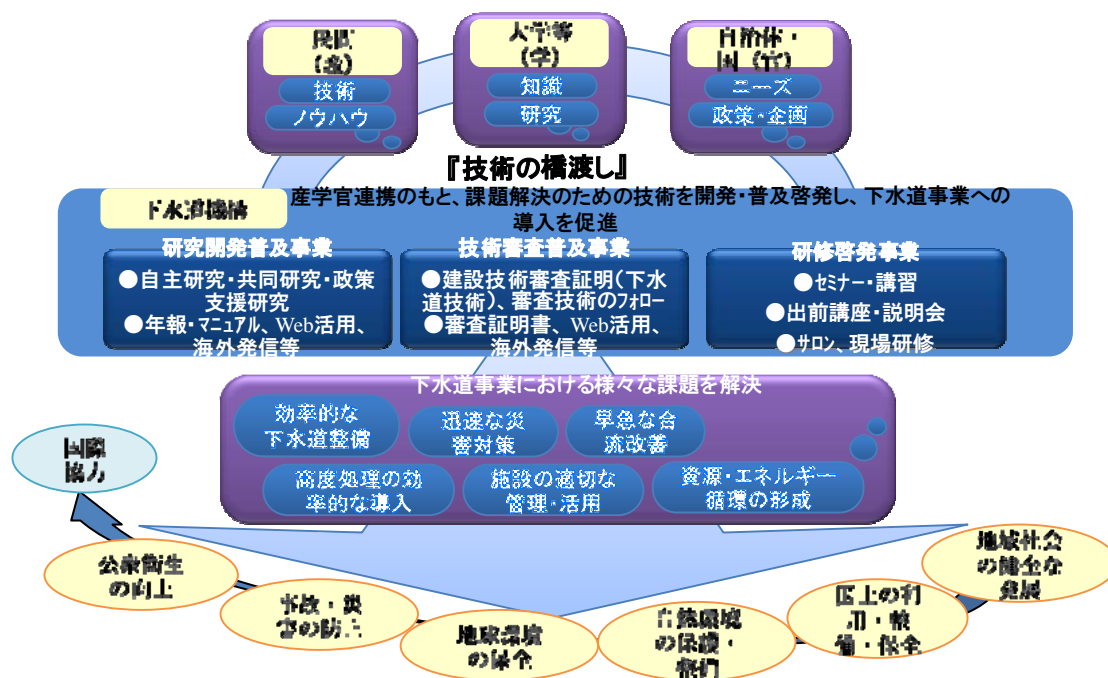 民間
(産)
技術
ノウハウ
大学等
(学)
知識
研究
自治体・
国（官）
ニーズ
政策・企画
『技術の橋渡し』
下水道機構
産学官連携のもと、課題解決のための技術を開発・普及啓発し、下水道事業への
導入を促進
研究開発普及事業
●自主研究・共同研究・政策
支援研究
●年報・マニュアル、Web活用、
海外発信等
技術審査普及事業
●建設技術審査証明（下水
道技術）、審査技術のフォロー
●審査証明書、Web活用、
海外発信等
研修啓発事業
●セミナー・講習
●出前講座・説明会
●サロン、現場研修
下水道事業における様々な課題を解決
効率的な
下水道整備
迅速な災
害対策
早急な合
流改善
高度処理の効
率的な導入
施設の適切な
管理・活用
資源・エネルギー
循環の形成
国際
協力
公衆衛生
の向上
事故・災
害の防止
地球環境
の保全
自然環境
の保護・
国土の利
用・整
備・保全
地域社会
の健全な
発展